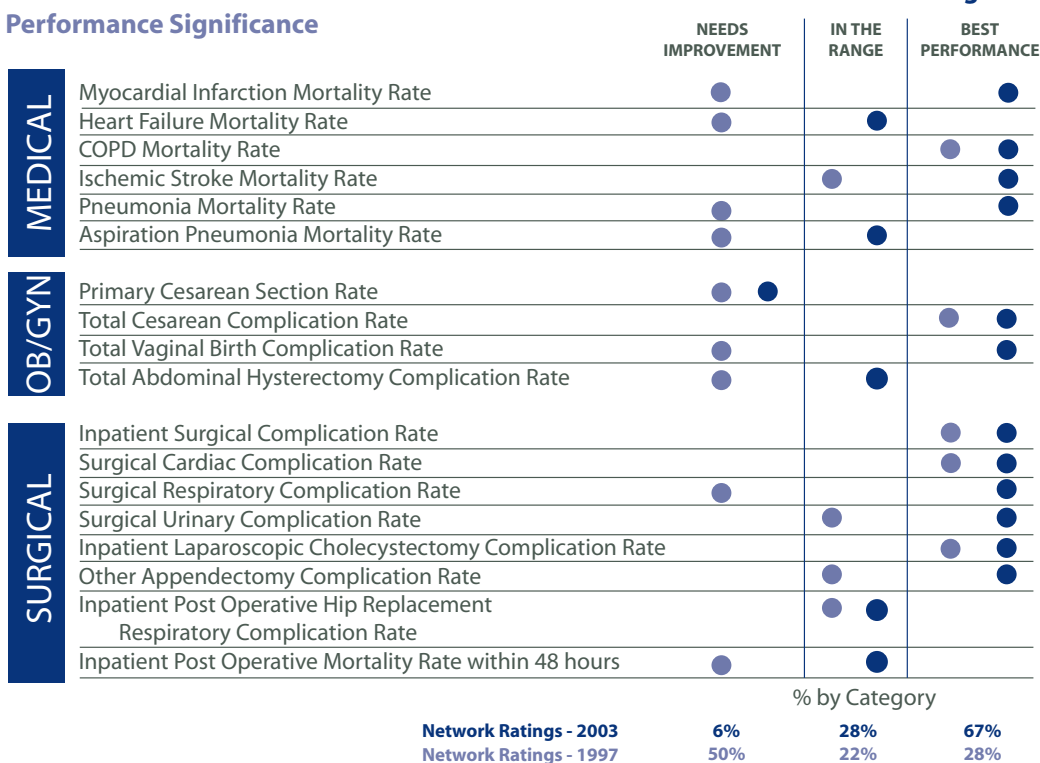 Performance Significance
NEEDS
IMPROVEMENT
IN THE
RANGE
BEST
PERFORMANCE
MEDICAL
Myocardial Infarction Mortality Rate
Heart Failure Mortality Rate
COPD Mortality Rate
Ischemic Stroke Mortality Rate
Pneumonia Mortality Rate
Aspiration Pneumonia Mortality Rate
OB/GYN
Primary Cesarean Section Rate
Total Cesarean Complication Rate
Total Vaginal Birth Complication Rate
Total Abdominal Hysterectomy Complication Rate
SURGICAL
Inpatient Surgical Complication Rate
Surgical Cardiac Complication Rate
Surgical Respiratory Complication Rate
Surgical Urinary Complication Rate
Inpatient Laparoscopic Cholecystectomy Complication Rate
Other Appendectomy Complication Rate
Inpatient Post Operative Hip Replacement
Respiratory Complication Rate
Inpatient Post Operative Mortality Rate within 48 hours
% by Category
Network Ratings - 2003 6% 28% 67%
Network Ratings - 1997 50% 22% 28%